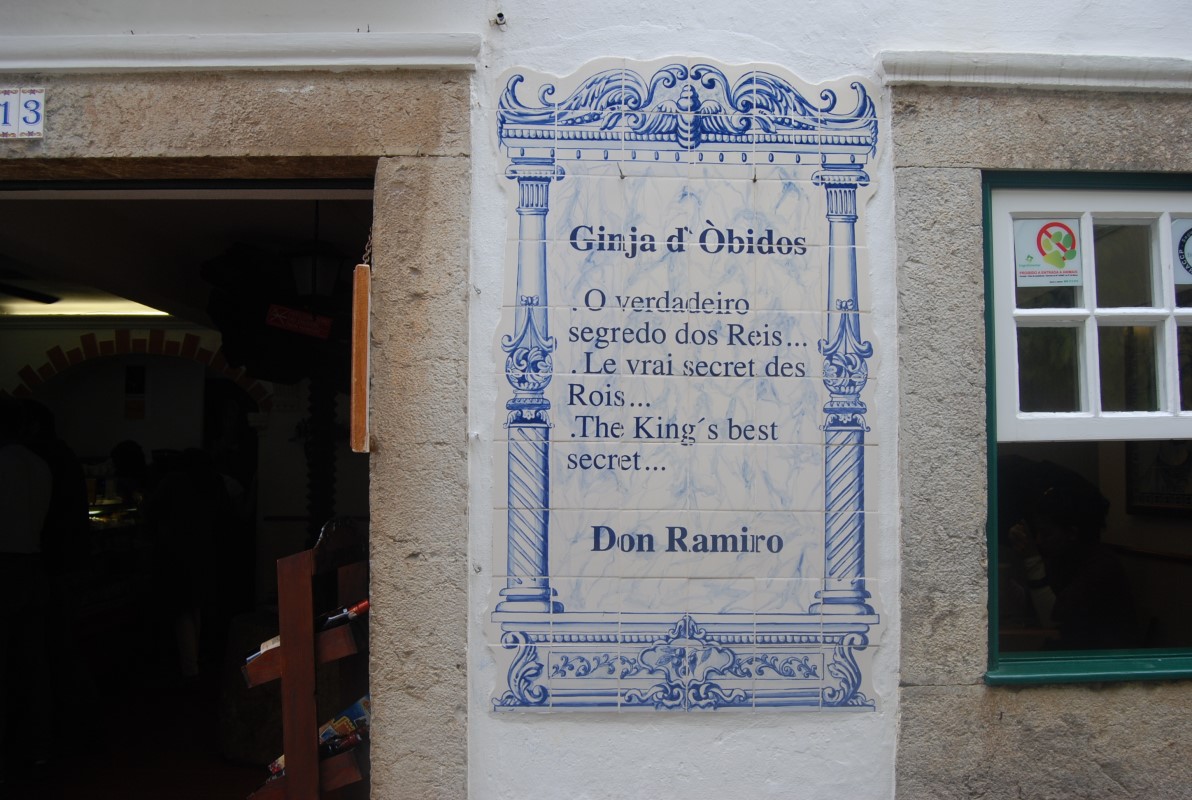 13
Ginja d` Òbidos
. O verdadeiro
segredo dos Reis...
. Le vrai secret des
Rois...
.The King´s best
secret...
Don Ramiro